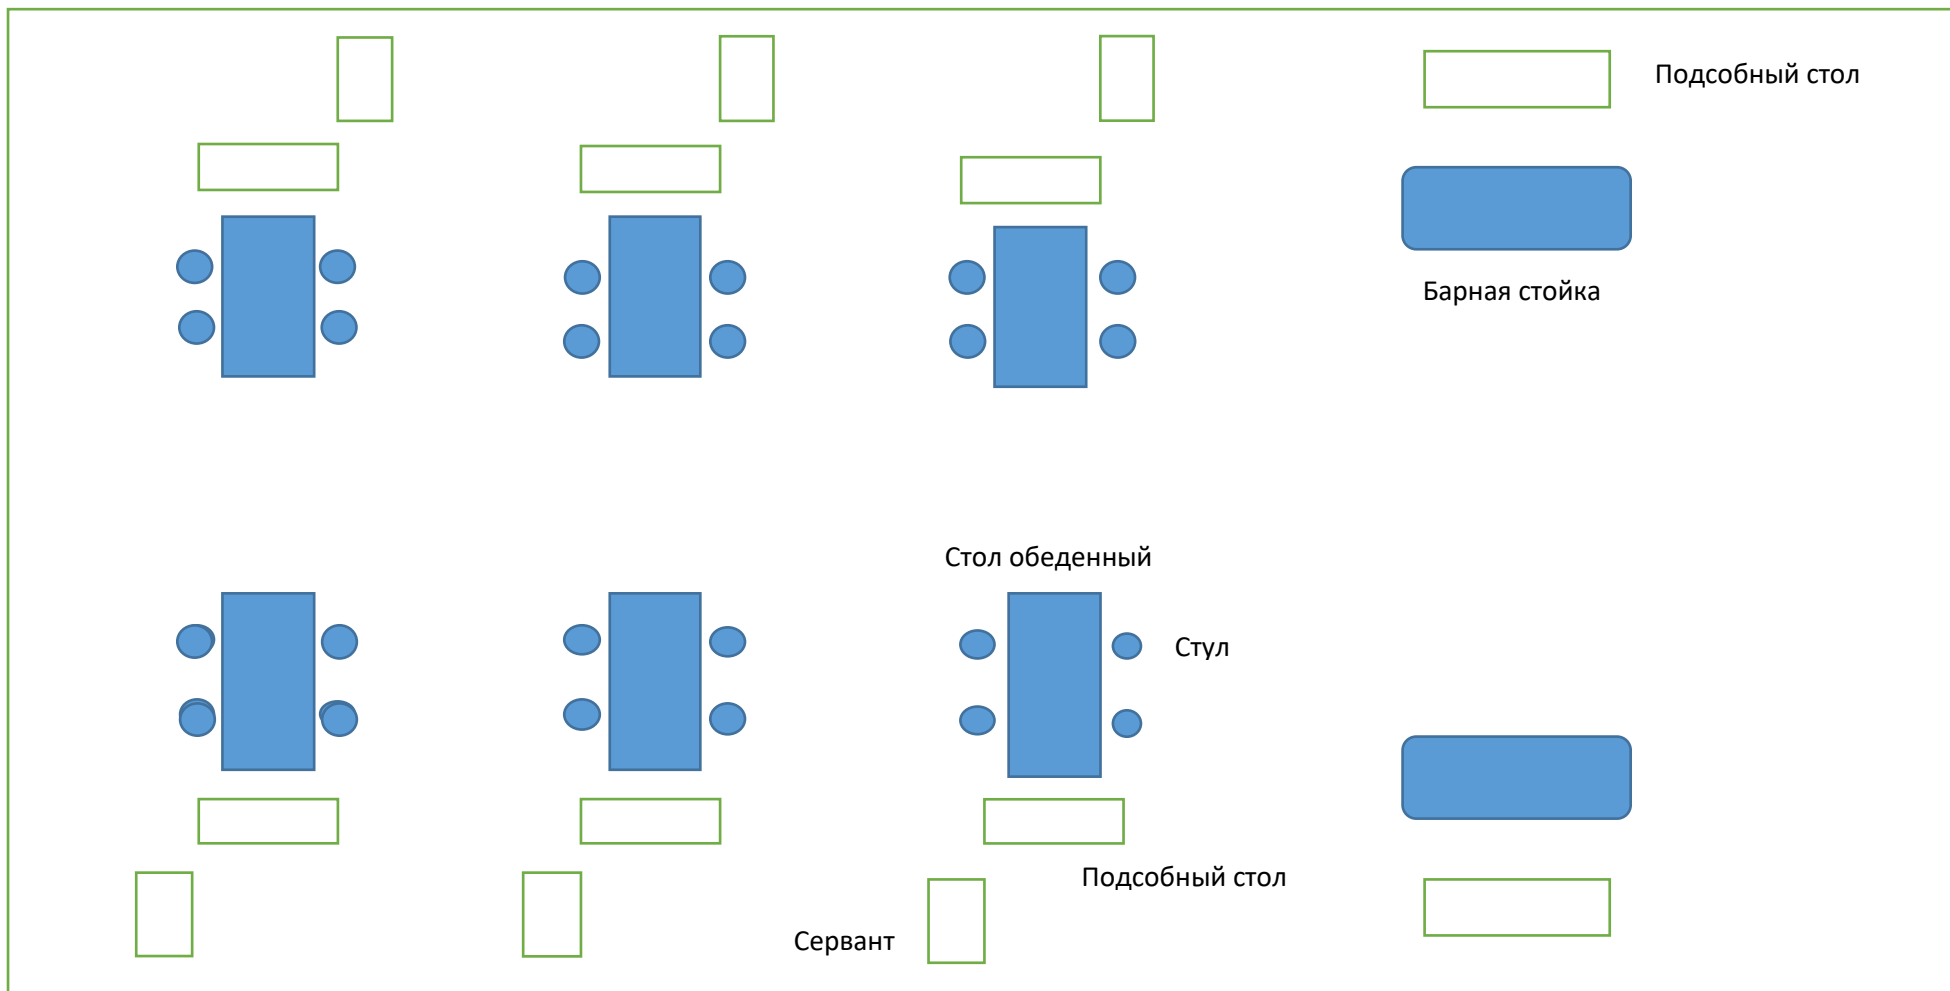 Подсобный стол
Барная стойка
Стол обеденный
Стул
Подсобный стол
Сервант